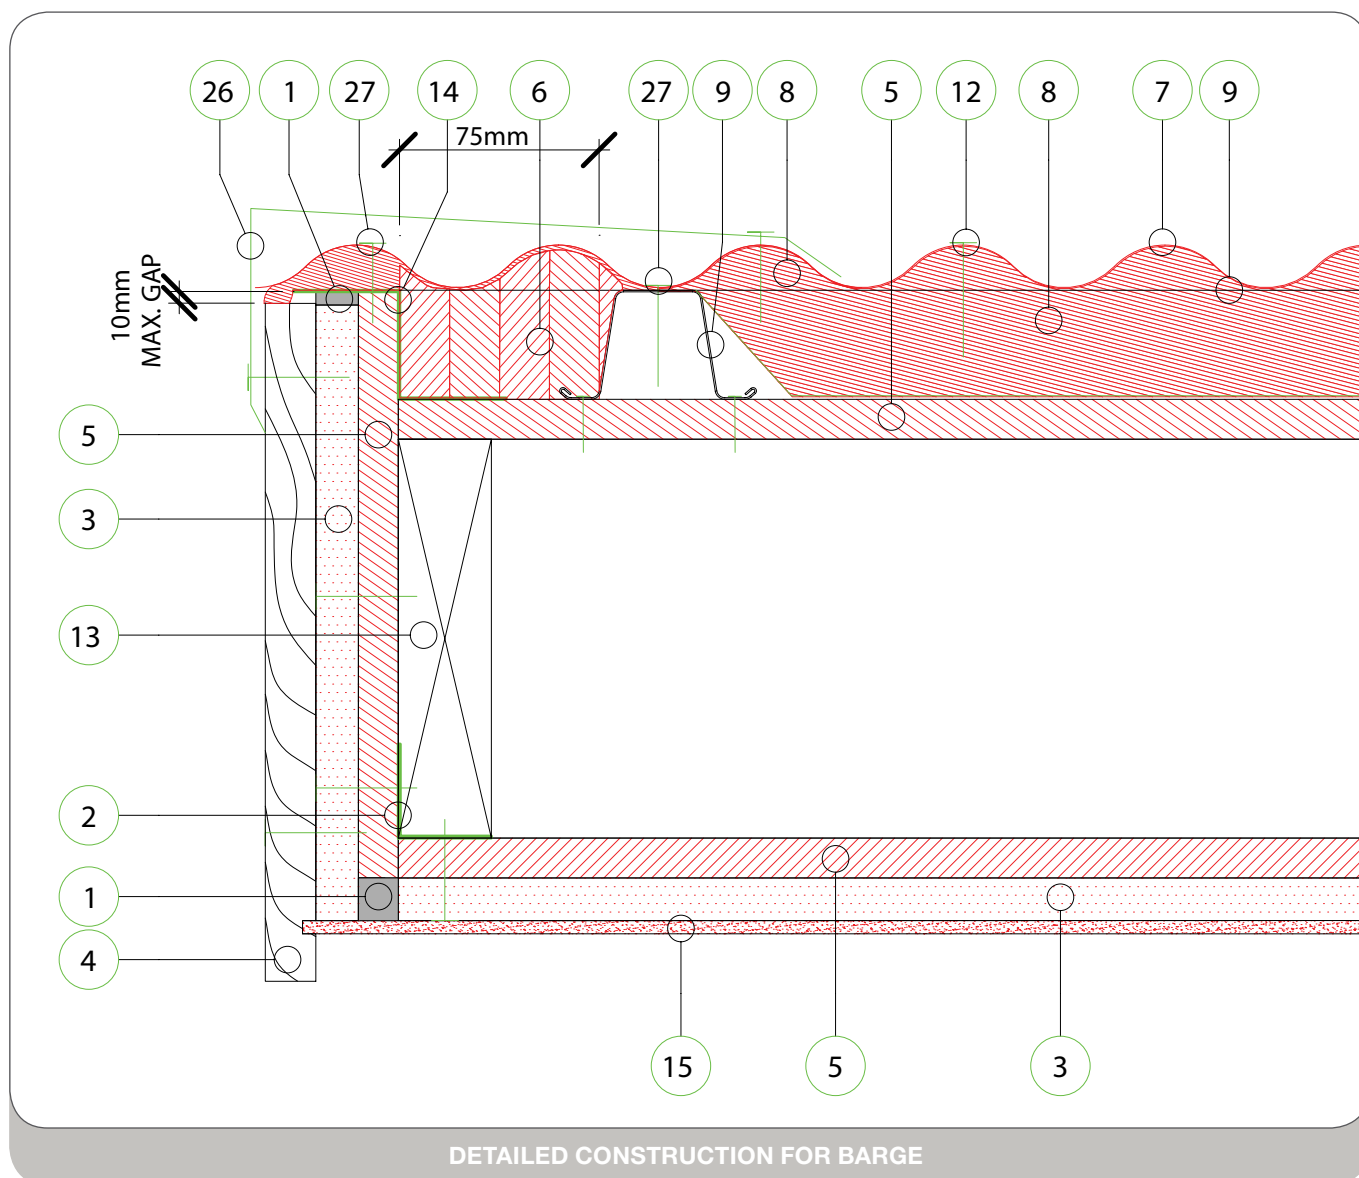 26 1 27 14 6 27 9 8 5 12 8 7 9
75mm
10mm
MAX. GAP
5
3
13
2
1
4
15 5 3
DETAILED CONSTRUCTION FOR BARGE